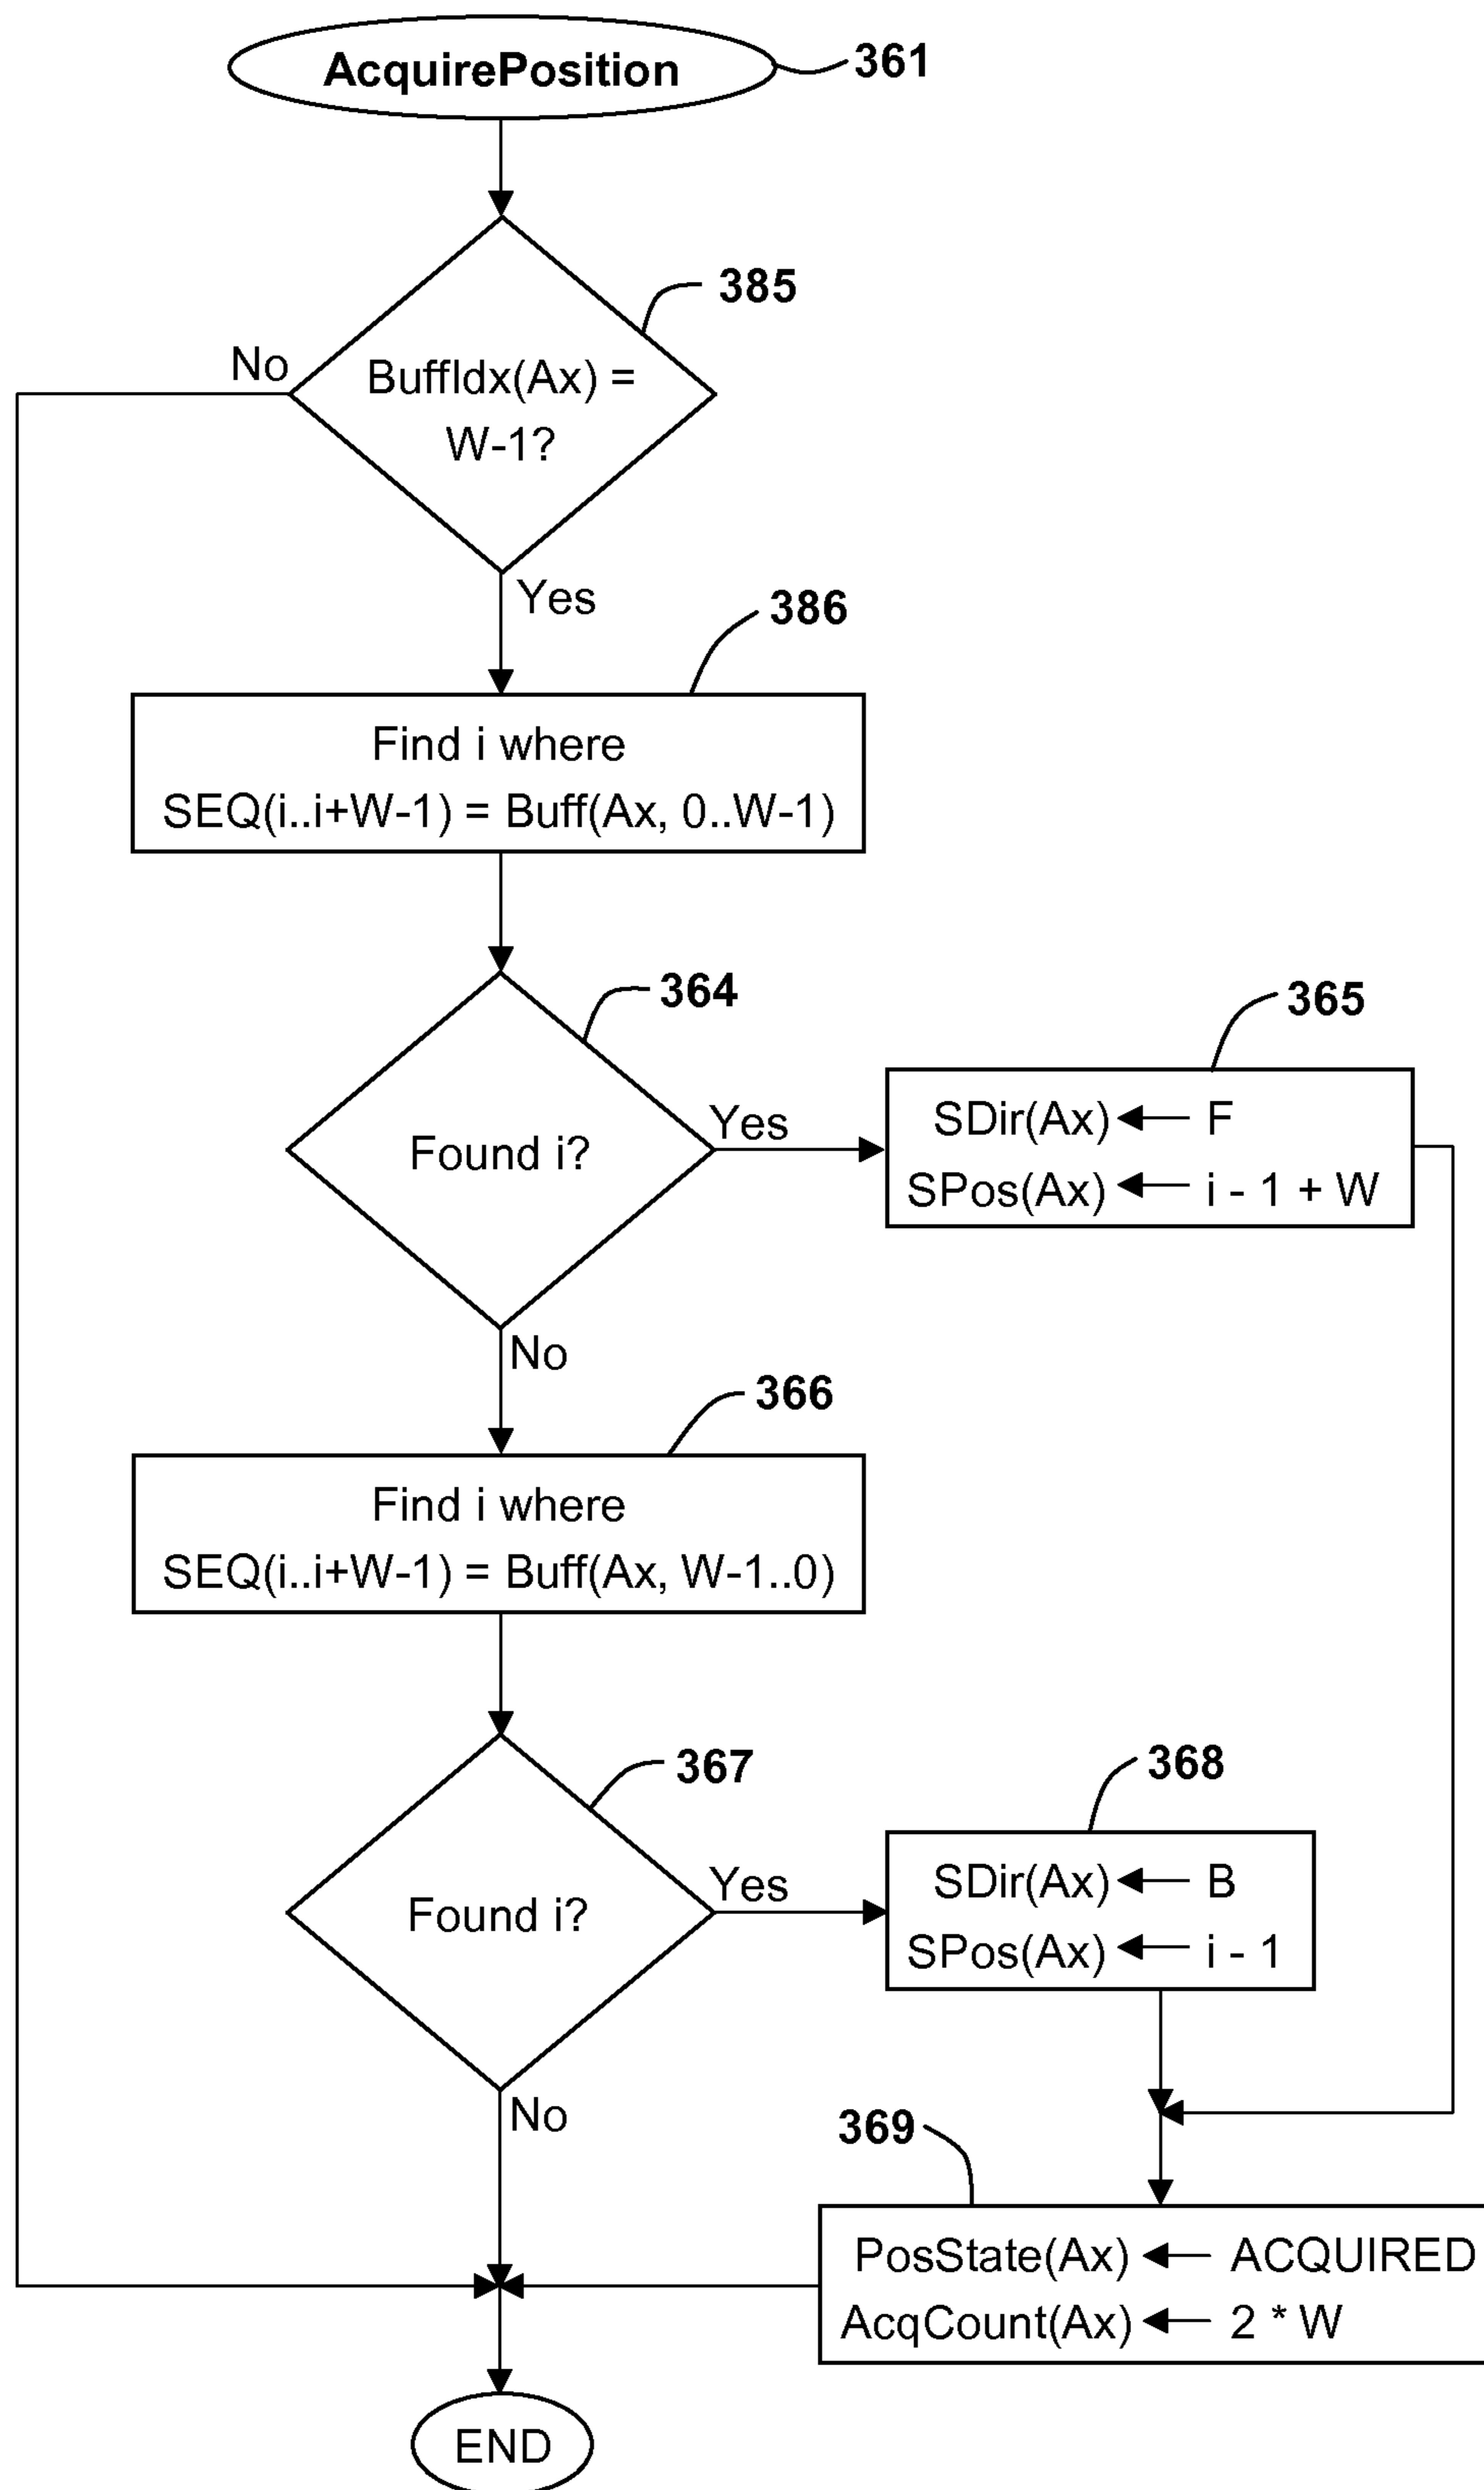 AcquirePosition
361
385
No
BuffIdx(Ax) =
W-1?
Yes
386
Find i where
SEQ(i..i+W-1) = Buff(Ax, 0..W-1)
364
365
Found i?
Yes
SDir(Ax) ← F
SPos(Ax) ← i - 1 + W
No
366
Find i where
SEQ(i..i+W-1) = Buff(Ax, W-1..0)
367
368
Found i?
Yes
SDir(Ax) ← B
SPos(Ax) ← i - 1
No
369
PosState(Ax) ← ACQUIRED
AcqCount(Ax) ← 2 * W
END